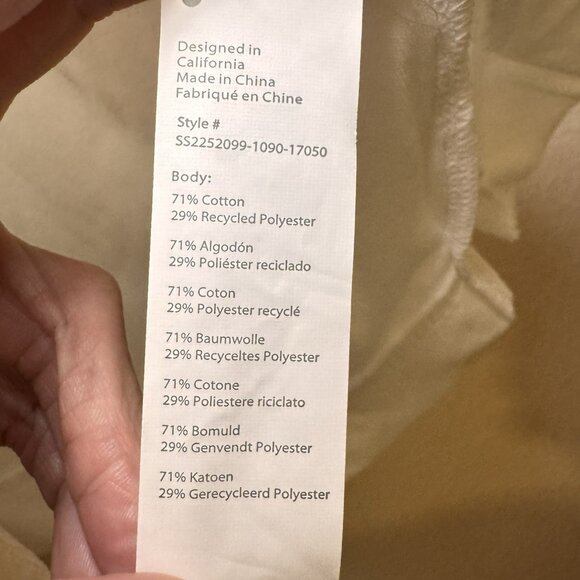 Designed in
California
Made in China
Fabriqué en Chine
Style #
SS2252099-1090-17050
Body:
71% Cotton
29% Recycled Polyester
71% Algodón
29% Poliéster reciclado
71% Coton
29% Polyester recyclé
71% Baumwolle
29% Recyceltes Polyester
71% Cotone
29% Poliestere riciclato
71% Bomuld
29% Genvendt Polyester
71% Katoen
29% Gerecycleerd Polyester